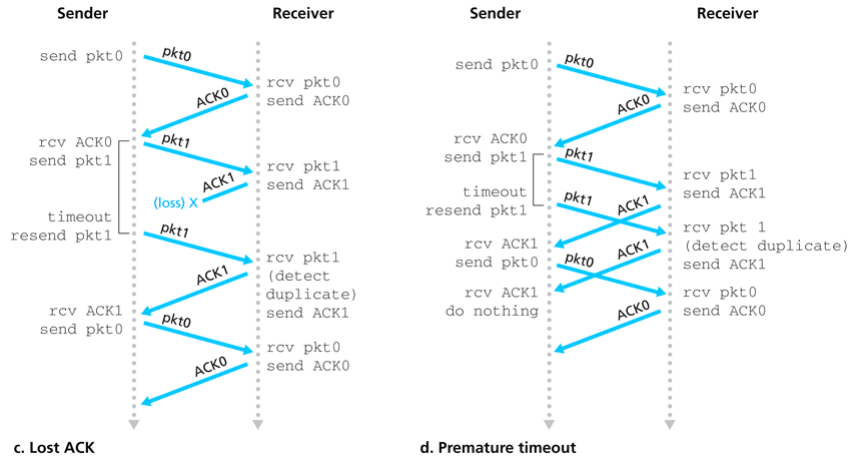 Sender
Receiver
send pkt0
pkt0
rcv pkt0
send ACK0
ACK0
rcv ACK0
send pkt1
pkt1
rcv pkt1
send ACK1
ACK1
(loss) X
timeout
resend pkt1
pkt1
rcv pkt1
(detect
duplicate)
send ACK1
ACK1
rcv ACK1
send pkt0
pkt0
rcv pkt0
send ACK0
ACK0
c. Lost ACK
Sender
Receiver
send pkt0
pkt0
rcv pkt0
send ACK0
ACK0
rcv ACK0
send pkt1
pkt1
rcv pkt1
send ACK1
timeout
resend pkt1
pkt1
ACK1
rcv pkt 1
(detect duplicate)
send ACK1
rcv ACK1
send pkt0
pkt0
ACK1
rcv pkt0
send ACK0
rcv ACK1
do nothing
ACK0
d. Premature timeout